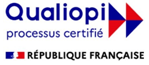 Qualiopi
processus certifié
RÉPUBLIQUE FRANÇAISE